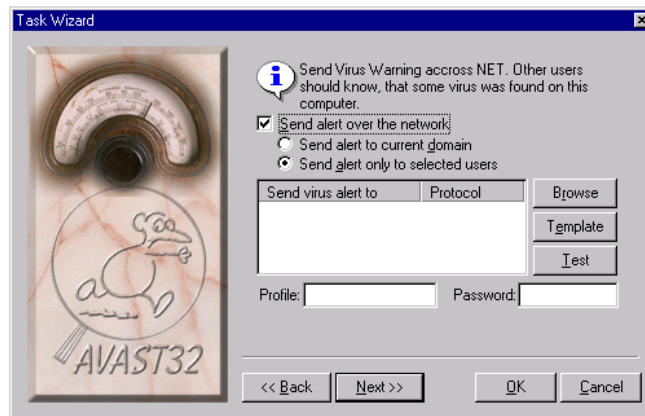 Task Wizard
Send Virus Warning accross NET. Other users
should know, that some virus was found on this
computer.
Send alert over the network
Send alert to current domain
Send alert only to selected users
Send virus alert to Protocol
Browse
Template
Test
Profile: Password:
AVAST32
<< Back Next >> OK Cancel